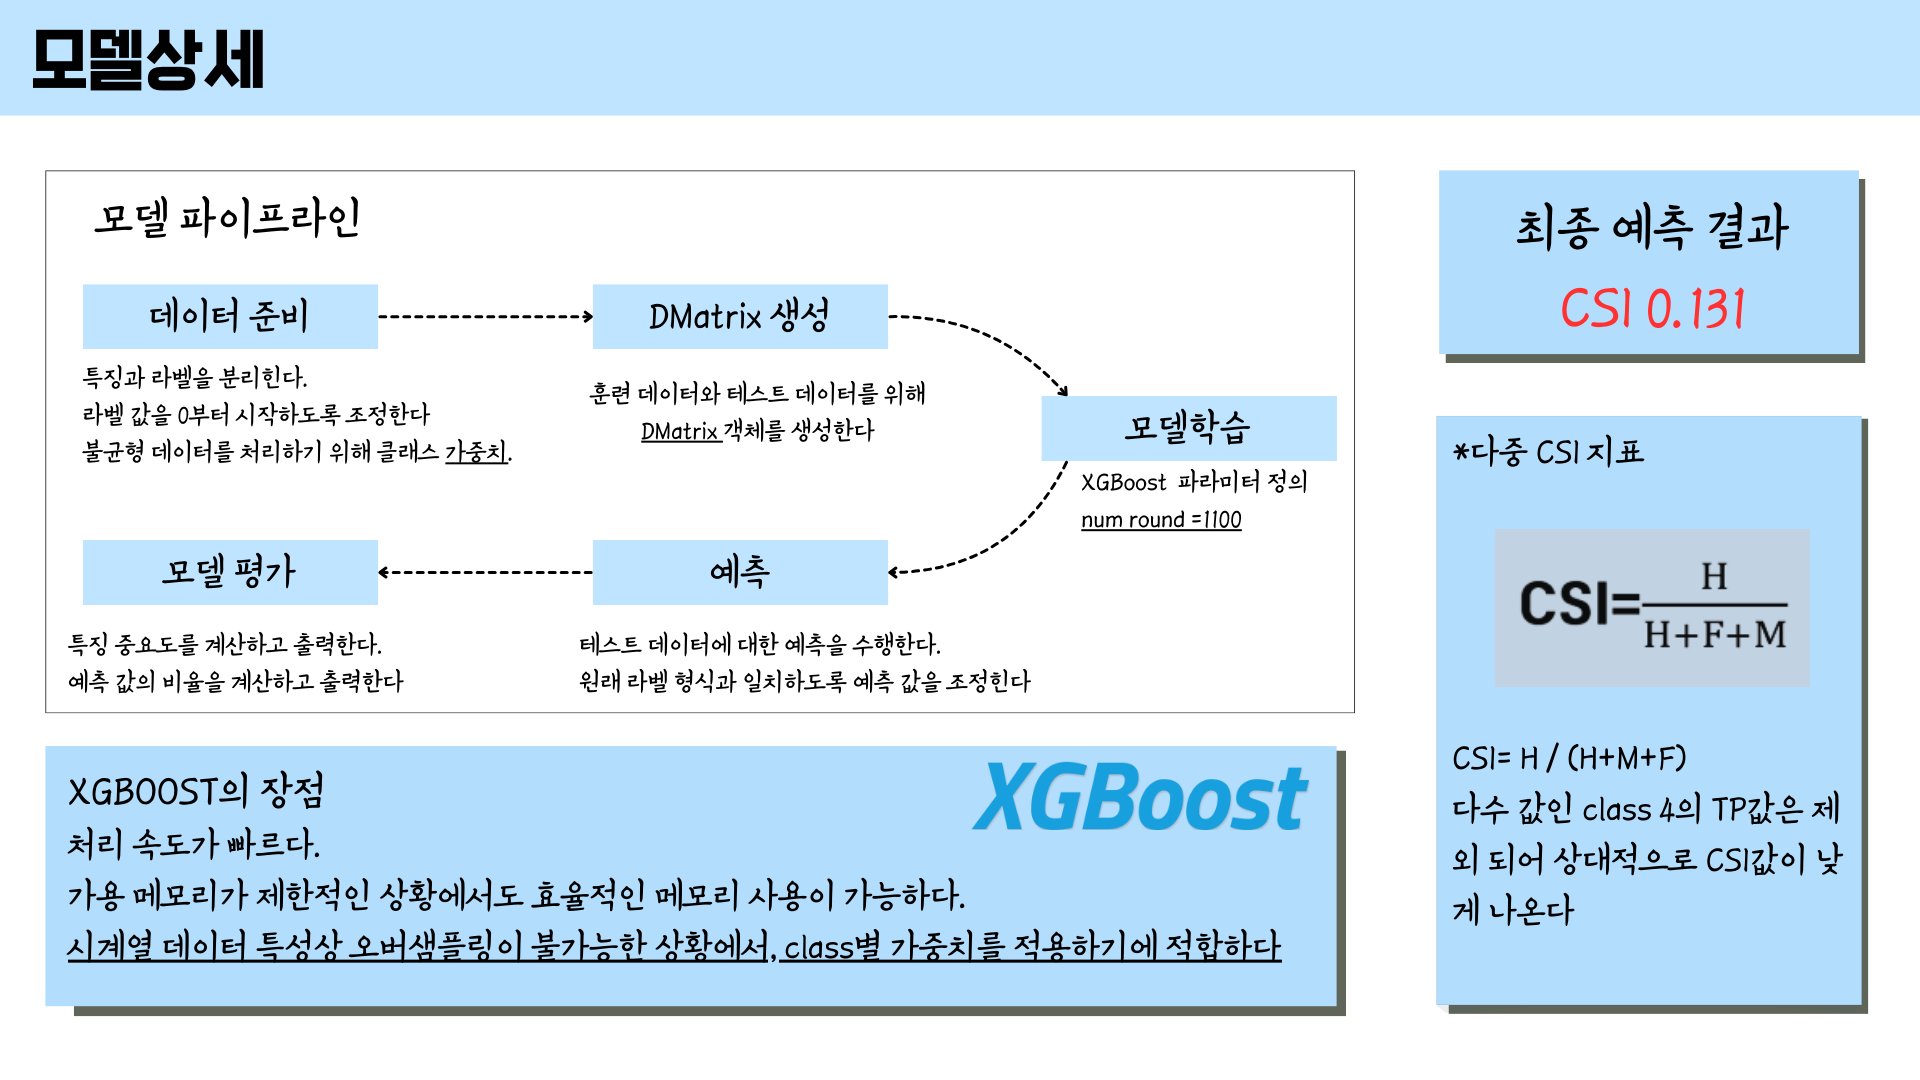 모델상세
모델 파이프라인
데이터 준비
특징과 라벨을 분리힌다.
라벨 값을 0부터 시작하도록 조정한다
불균형 데이터를 처리하기 위해 클래스 가중치.
DMatrix 생성
훈련 데이터와 테스트 데이터를 위해
DMatrix 객체를 생성한다
모델학습
XGBoost 파라미터 정의
num round =1100
예측
테스트 데이터에 대한 예측을 수행한다.
원래 라벨 형식과 일치하도록 예측 값을 조정힌다
모델 평가
특징 중요도를 계산하고 출력한다.
예측 값의 비율을 계산하고 출력한다
XGBOOST의 장점
XGBoost
처리 속도가 빠르다.
가용 메모리가 제한적인 상황에서도 효율적인 메모리 사용이 가능하다.
시계열 데이터 특성상 오버샘플링이 불가능한 상황에서, class별 가중치를 적용하기에 적합하다
최종 예측 결과
CSI 0.131
*다중 CSI 지표
CSI=H/H+F+M
CSI= H / (H+M+F)
다수 값인 class 4의 TP값은 제
외 되어 상대적으로 CSI값이 낮
게 나온다